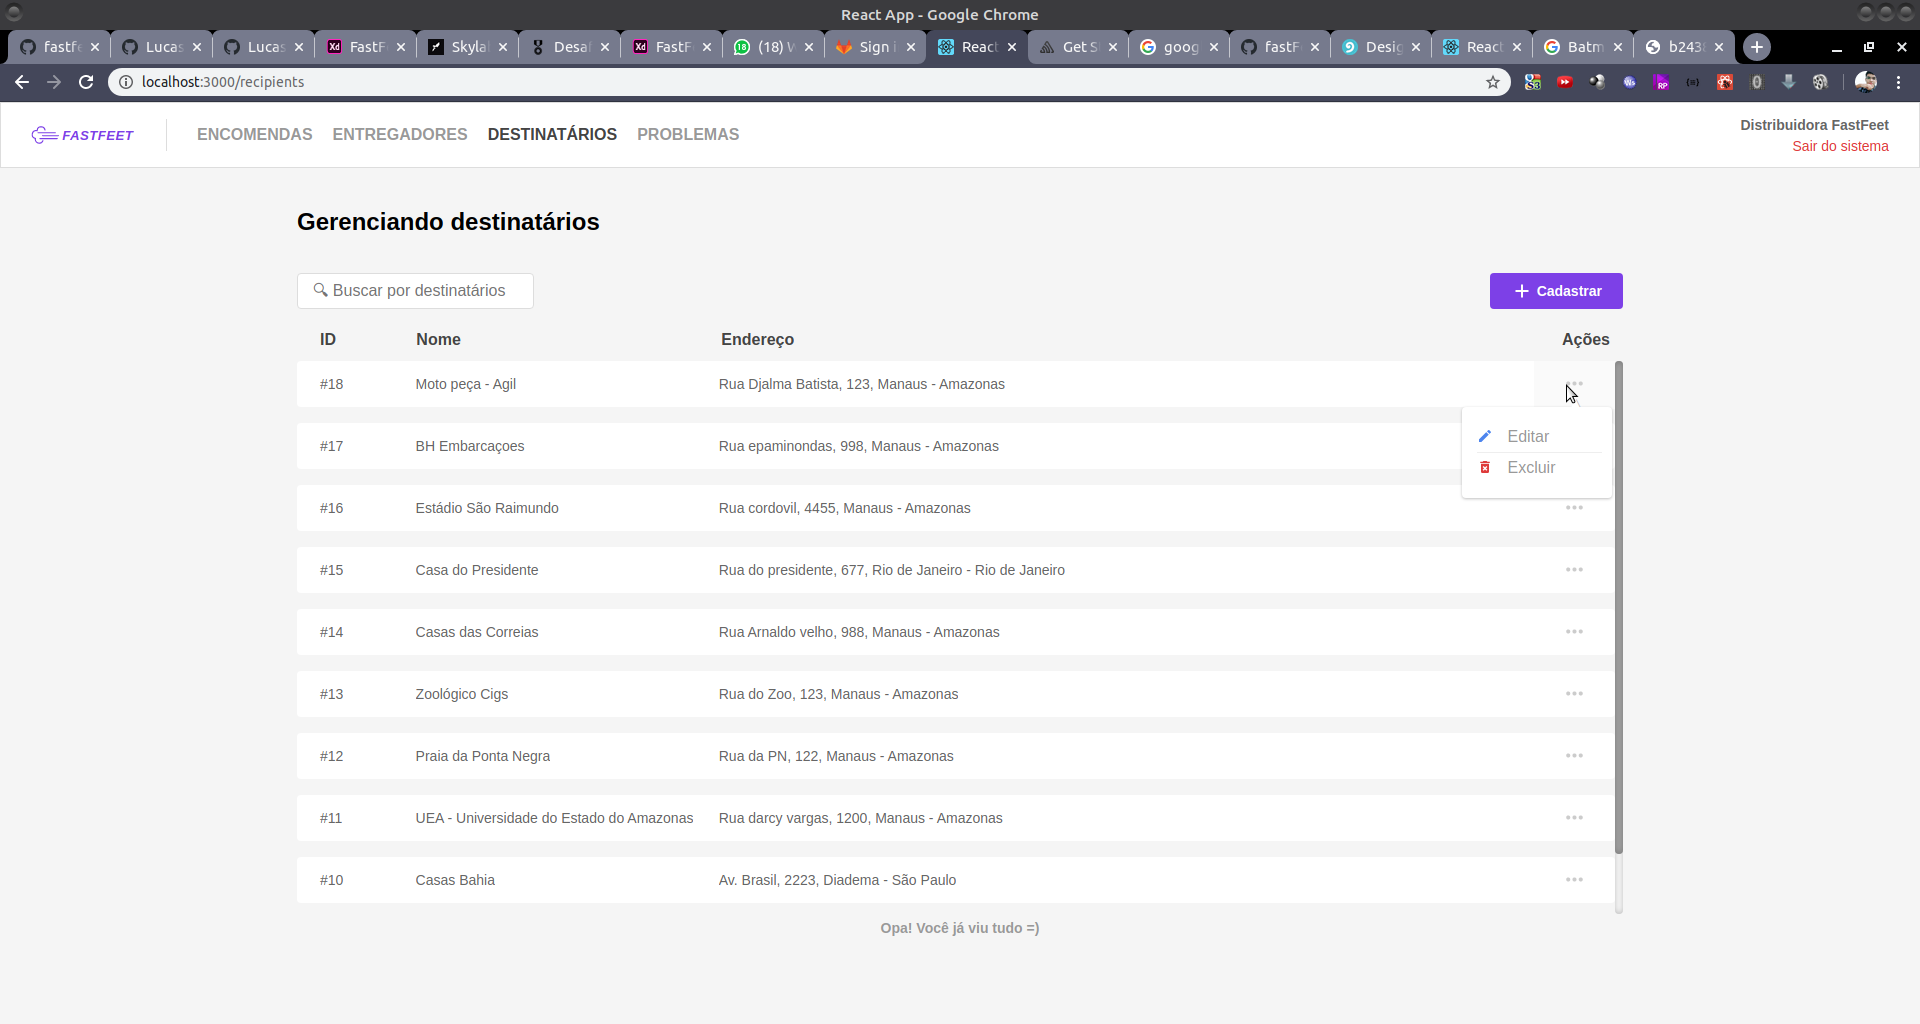 React App - Google Chrome
fastfe Lucas Lucas FastF Skyla Desaf FastF (18) W Sign i React Get S goog fastF Desig React Batm b2438
localhost:3000/recipients
FASTFEET ENCOMENDAS ENTREGADORES DESTINATÁRIOS PROBLEMAS
Distribuidora FastFeet
Sair do sistema
Gerenciando destinatários
Buscar por destinatários
Cadastrar
ID Nome Endereço Ações
#18 Moto peça - Agil Rua Djalma Batista, 123, Manaus - Amazonas
Editar
Excluir
#17 BH Embarcaçoes Rua epaminondas, 998, Manaus - Amazonas
#16 Estádio São Raimundo Rua cordovil, 4455, Manaus - Amazonas
#15 Casa do Presidente Rua do presidente, 677, Rio de Janeiro - Rio de Janeiro
#14 Casas das Correias Rua Arnaldo velho, 988, Manaus - Amazonas
#13 Zoológico Cigs Rua do Zoo, 123, Manaus - Amazonas
#12 Praia da Ponta Negra Rua da PN, 122, Manaus - Amazonas
#11 UEA - Universidade do Estado do Amazonas Rua darcy vargas, 1200, Manaus - Amazonas
#10 Casas Bahia Av. Brasil, 2223, Diadema - São Paulo
Opa! Você já viu tudo =)